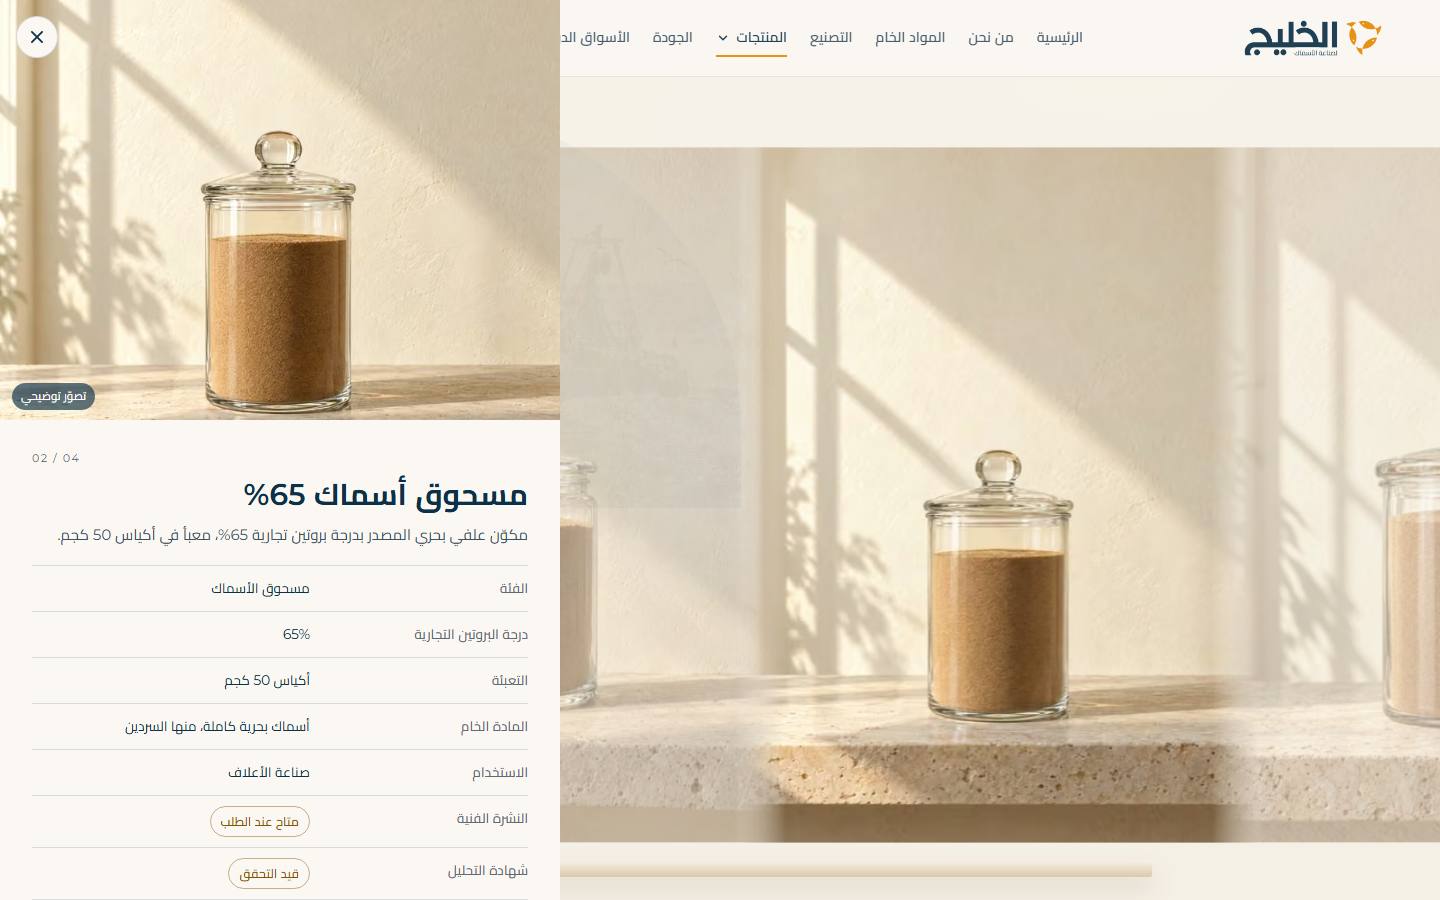 الخليج
لصناعة الأسماك
الرئيسية
من نحن
المواد الخام
التصنيع
المنتجات
الجودة
الأسواق
تصوّر توضيحي
02 / 04
مسحوق أسماك 65%
مكوّن علفي بحري المصدر بدرجة بروتين تجارية 65%، معبأ في أكياس 50 كجم.
الفئة
مسحوق الأسماك
درجة البروتين التجارية
65%
التعبئة
أكياس 50 كجم
المادة الخام
أسماك بحرية كاملة، منها السردين
الاستخدام
صناعة الأعلاف
النشرة الفنية
متاح عند الطلب
شهادة التحليل
قيد التحقق